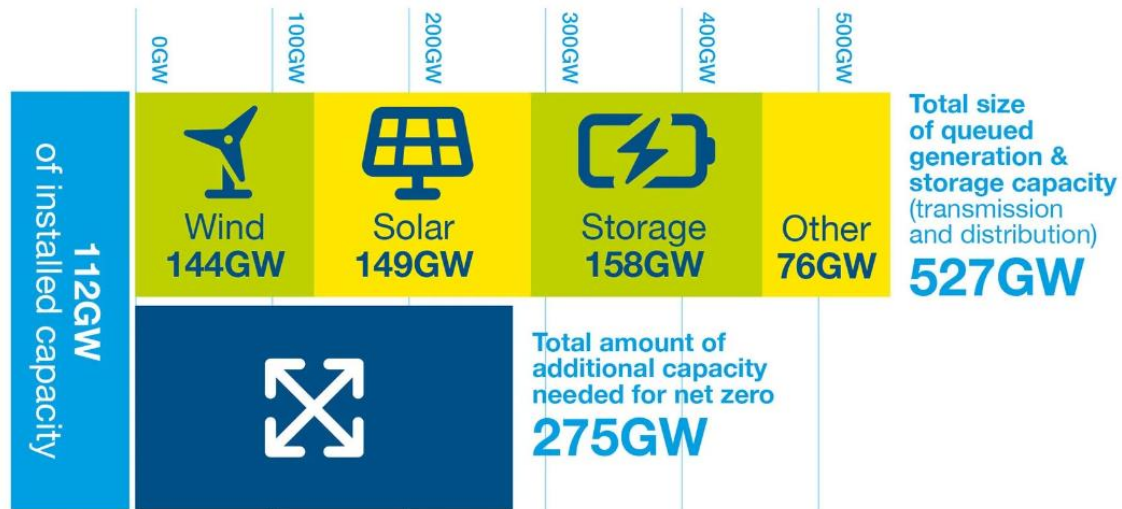 0GW
100GW
200GW
300GW
400GW
500GW
112GW
of installed capacity
Wind
144GW
Solar
149GW
Storage
158GW
Other
76GW
Total size
of queued
generation &
storage capacity
(transmission
and distribution)
527GW
Total amount of
additional capacity
needed for net zero
275GW